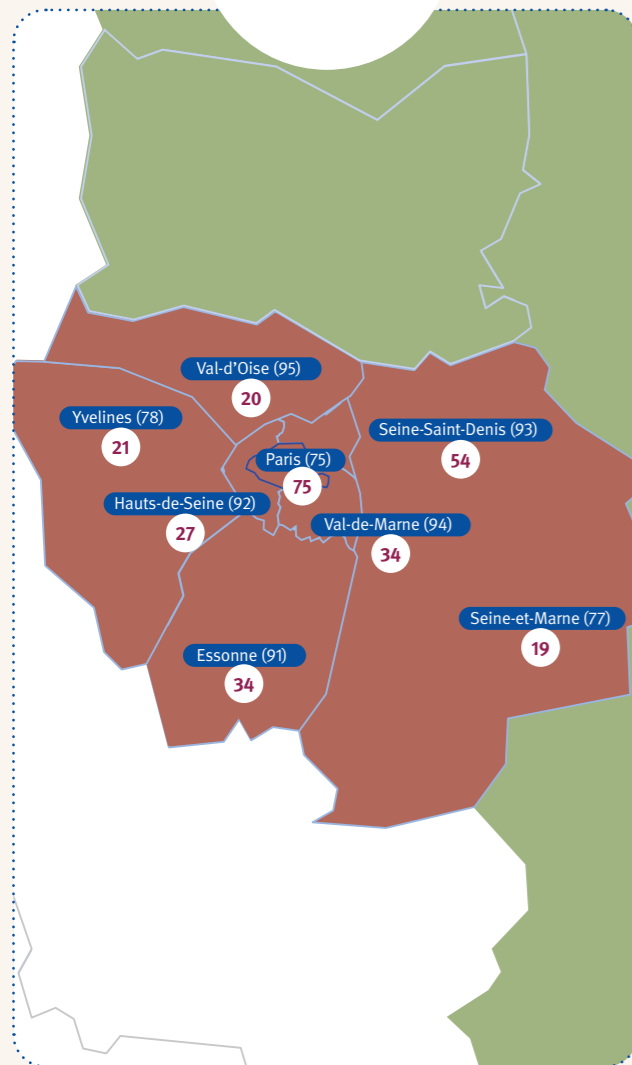 Val-d’Oise (95)
20
Yvelines (78)
21
Seine-Saint-Denis (93)
54
Paris (75)
75
Hauts-de-Seine (92)
27
Val-de-Marne (94)
34
Seine-et-Marne (77)
19
Essonne (91)
34